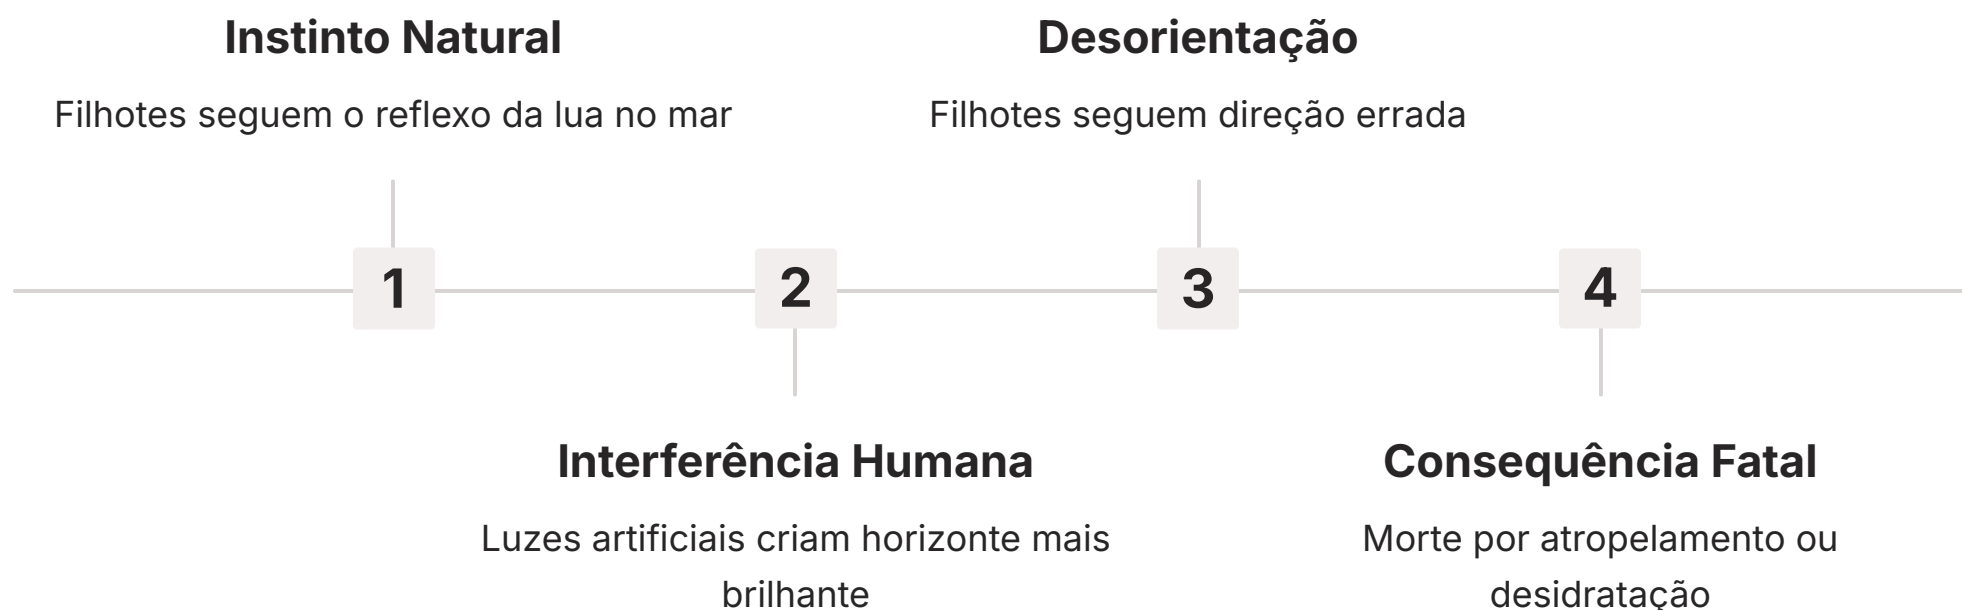 Instinto Natural
Filhotes seguem o reflexo da lua no mar
Desorientação
Filhotes seguem direção errada
1
2
3
4
Interferência Humana
Luzes artificiais criam horizonte mais
brilhante
Consequência Fatal
Morte por atropelamento ou
desidratação